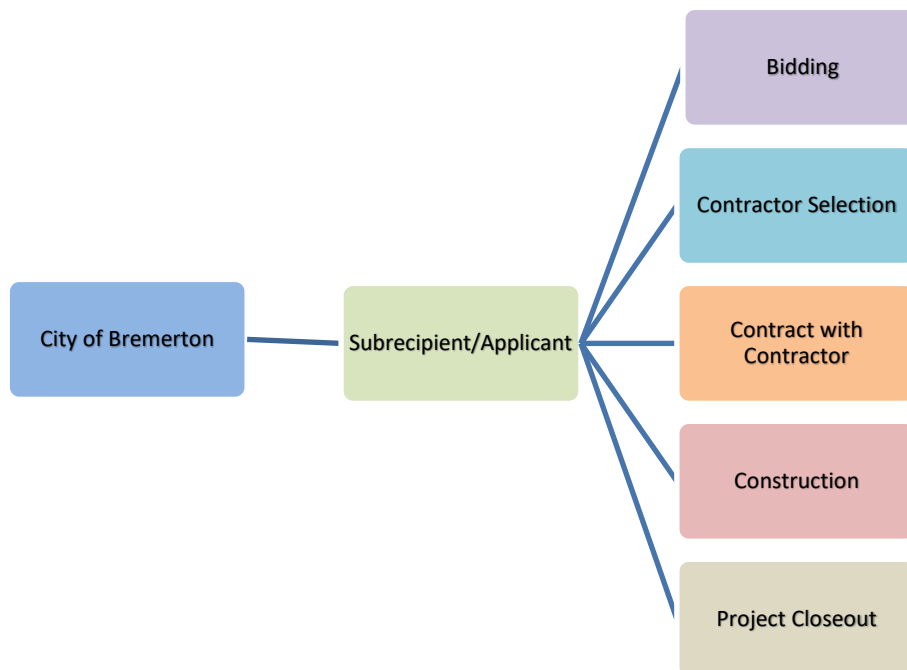 City of Bremerton
Subrecipient/Applicant
Bidding
Contractor Selection
Contract with
Contractor
Construction
Project Closeout